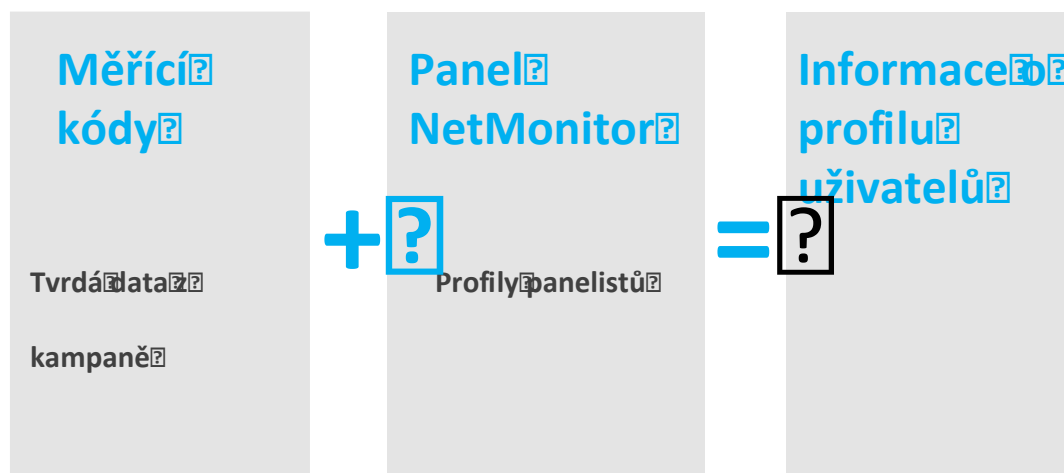 Měřící
kódy
Tvrdá data z
kampaně
+
Panel
NetMonitor
Profily panelistů
=
Informace o
profilu
uživatelů